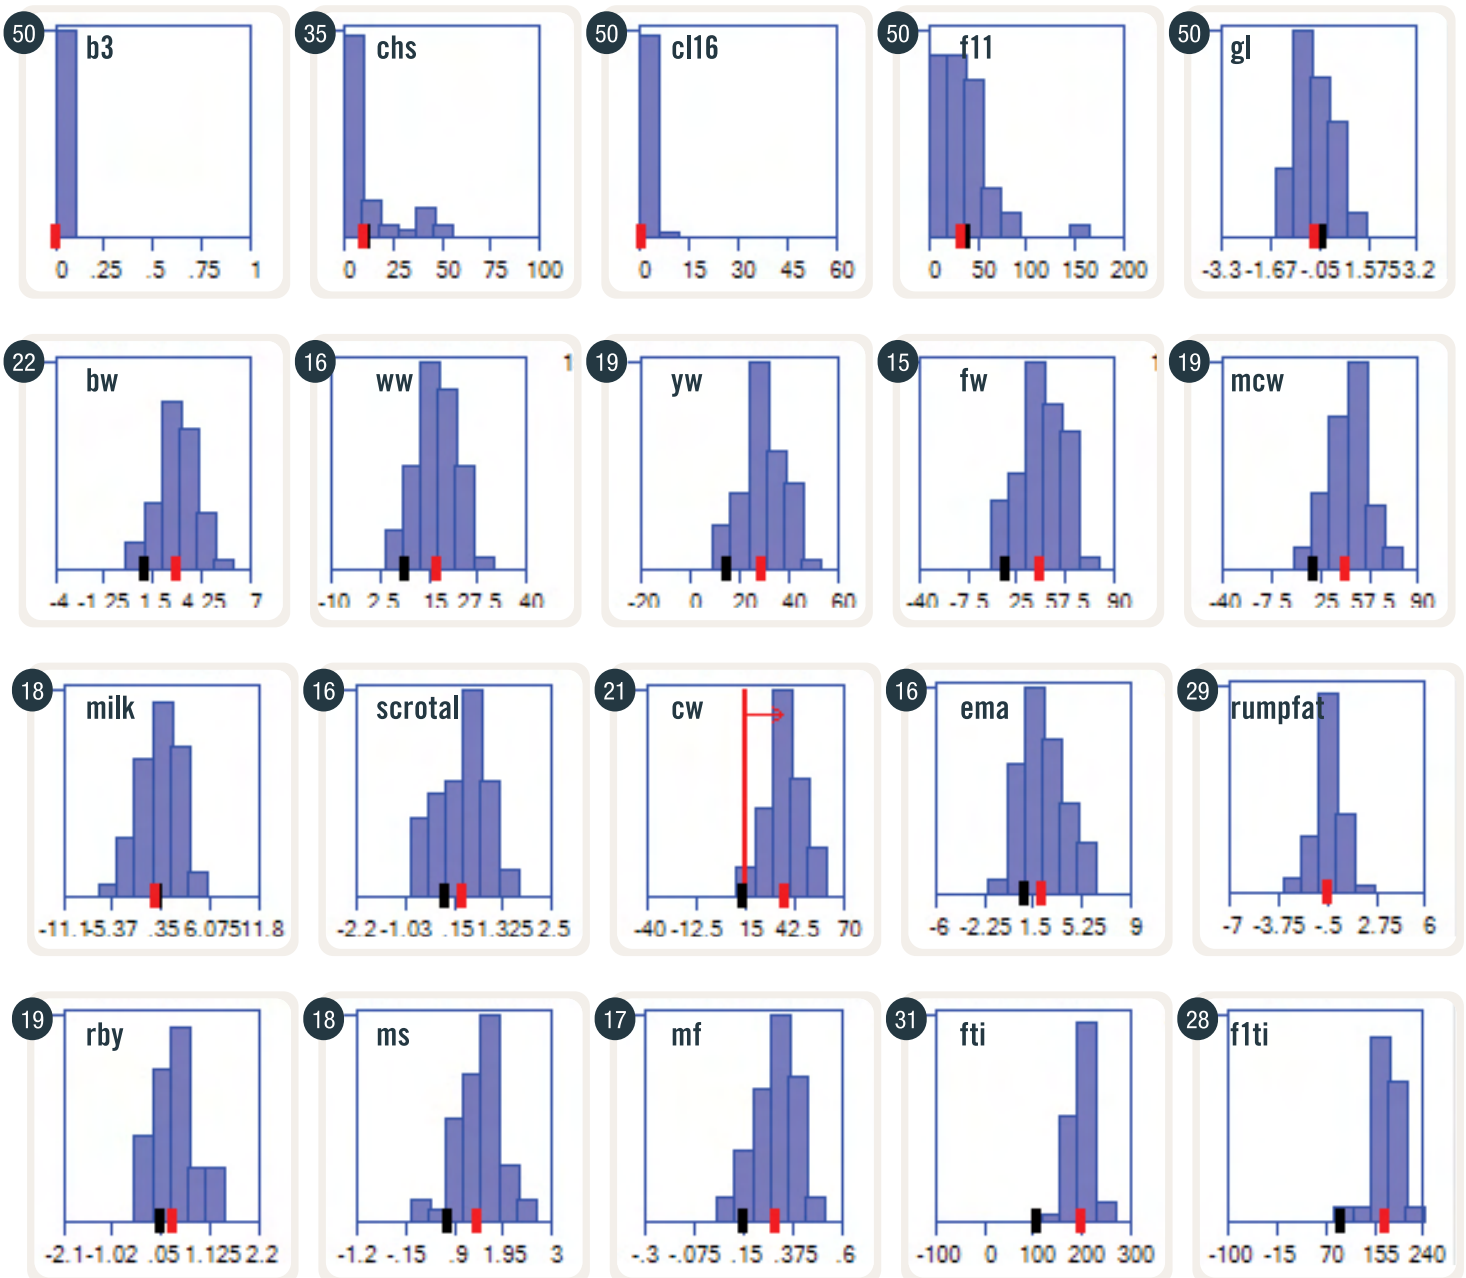 50 b3
0 .25 .5 .75 1
35 chs
0 25 50 75 100
50 cl16
0 15 30 45 60
50 f11
0 50 100 150 200
50 gl
-3.3 -1.67 -.05 1.575 3.2
22 bw
-4 -1.25 1.5 4.25 7
16 ww 1
-10 2.5 15 27.5 40
19 yw
-20 0 20 40 60
15 fw 1
-40 -7.5 25 57.5 90
19 mcw
-40 -7.5 25 57.5 90
18 milk
-11.1 -5.37 .35 6.075 11.8
16 scrotal
-2.2 -1.03 .15 1.325 2.5
21 cw
-40 -12.5 15 42.5 70
16 ema
-6 -2.25 1.5 5.25 9
29 rumpfat
-7 -3.75 -.5 2.75 6
19 rby
-2.1 -1.02 .05 1.125 2.2
18 ms
-1.2 -.15 .9 1.95 3
17 mf
-.3 -.075 .15 .375 .6
31 fti
-100 0 100 200 300
28 f1ti
-100 -15 70 155 240